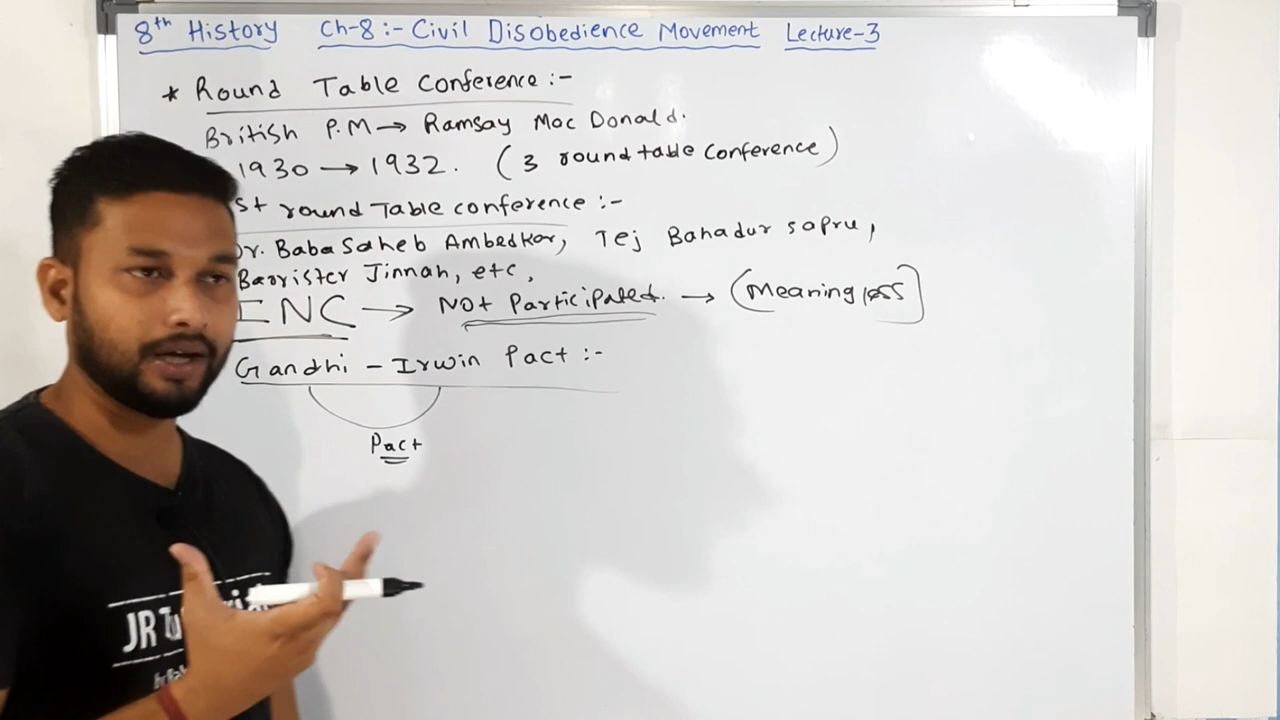 8th History Ch-8:- Civil Disobedience Movement Lecture-3
* Round Table Conference:-
British P.M → Ramsay Moc Donald.
1930 → 1932. (3 round table conference)
st round Table conference:-
Dr. Baba Saheb Ambedkar, Tej Bahadur sapru,
Barrister Jinnah, etc,
INC → Not Participated. → (Meaningless)
Gandhi - Irwin Pact:-
Pact
JR